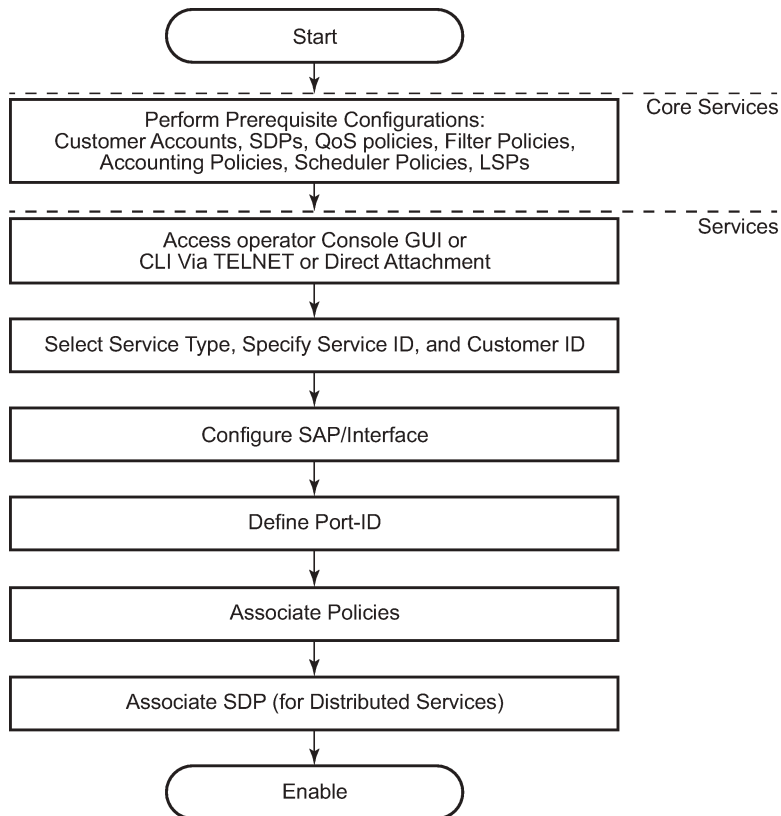 Start
Core Services
Perform Prerequisite Configurations:
Customer Accounts, SDPs, QoS policies, Filter Policies,
Accounting Policies, Scheduler Policies, LSPs
Services
Access operator Console GUI or
CLI Via TELNET or Direct Attachment
Select Service Type, Specify Service ID, and Customer ID
Configure SAP/Interface
Define Port-ID
Associate Policies
Associate SDP (for Distributed Services)
Enable